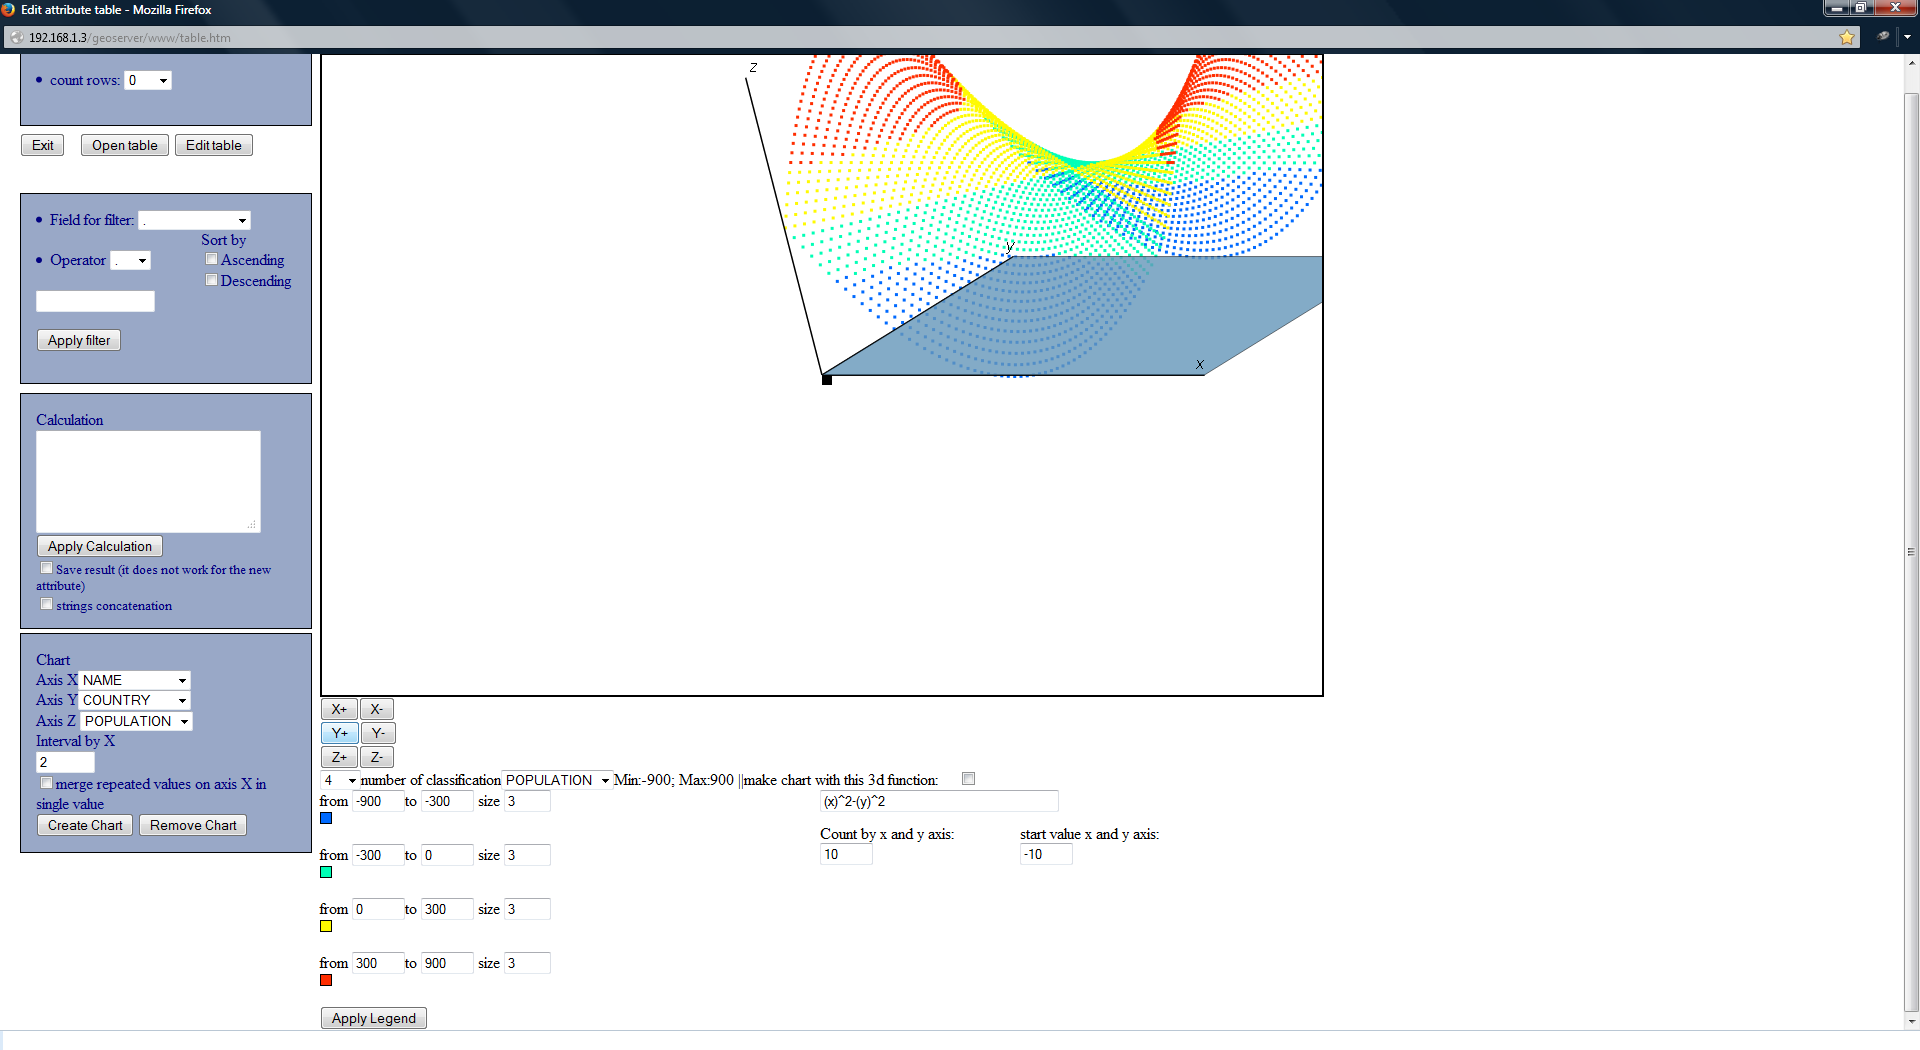 Edit attribute table - Mozilla Firefox
192.168.1.3/geoserver/www/table.htm
count rows: 0
Exit Open table Edit table
Field for filter: .
Sort by
Operator . Ascending
Descending
Apply filter
Calculation
Apply Calculation
Save result (it does not work for the new
attribute)
strings concatenation
Chart
Axis X NAME
Axis Y COUNTRY
Axis Z POPULATION
Interval by X
2
merge repeated values on axis X in
single value
Create Chart Remove Chart
Z
y
X
X+ X-
Y+ Y-
Z+ Z-
4 number of classification POPULATION Min:-900; Max:900 ||make chart with this 3d function:
from -900 to -300 size 3 (x)^2-(y)^2
Count by x and y axis: start value x and y axis:
from -300 to 0 size 3 10 -10
from 0 to 300 size 3
from 300 to 900 size 3
Apply Legend